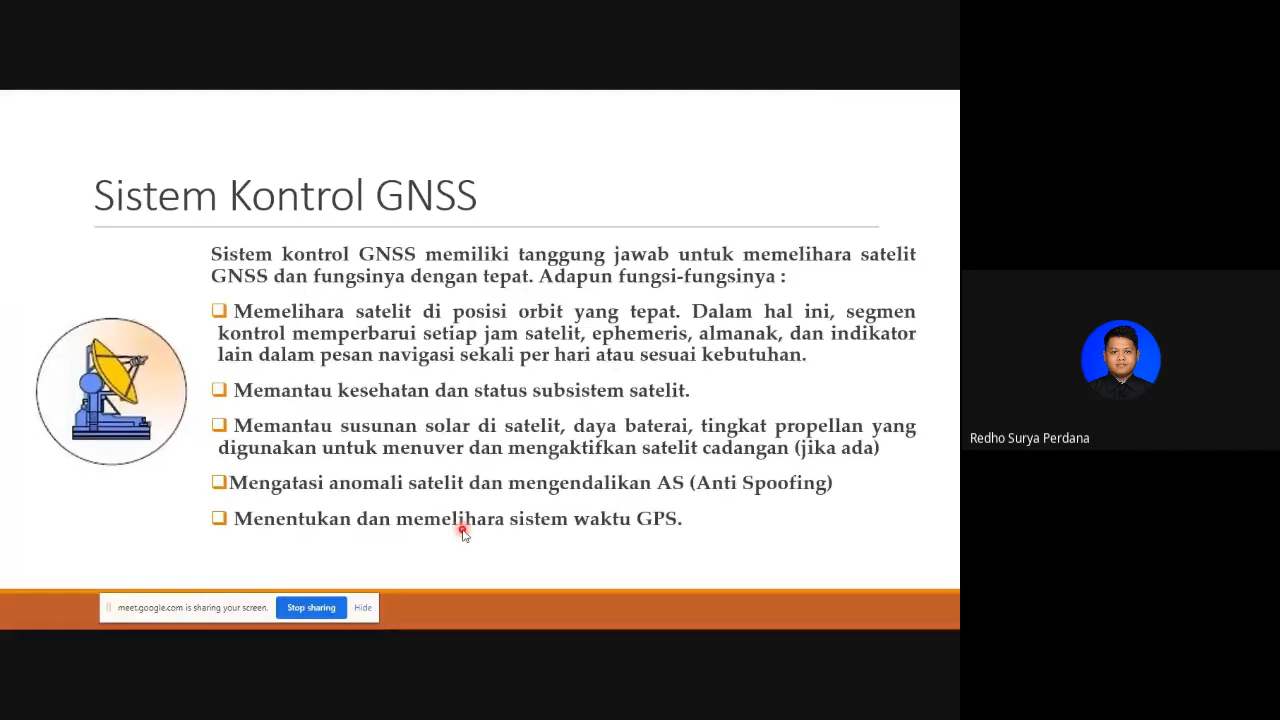 Sistem Kontrol GNSS
Sistem kontrol GNSS memiliki tanggung jawab untuk memelihara satelit
GNSS dan fungsinya dengan tepat. Adapun fungsi-fungsinya :
Memelihara satelit di posisi orbit yang tepat. Dalam hal ini, segmen
kontrol memperbarui setiap jam satelit, ephemeris, almanak, dan indikator
lain dalam pesan navigasi sekali per hari atau sesuai kebutuhan.
Memantau kesehatan dan status subsistem satelit.
Memantau susunan solar di satelit, daya baterai, tingkat propellan yang
digunakan untuk menuver dan mengaktifkan satelit cadangan (jika ada)
Mengatasi anomali satelit dan mengendalikan AS (Anti Spoofing)
Menentukan dan memelihara sistem waktu GPS.
meet.google.com is sharing your screen. Stop sharing Hide
Redho Surya Perdana